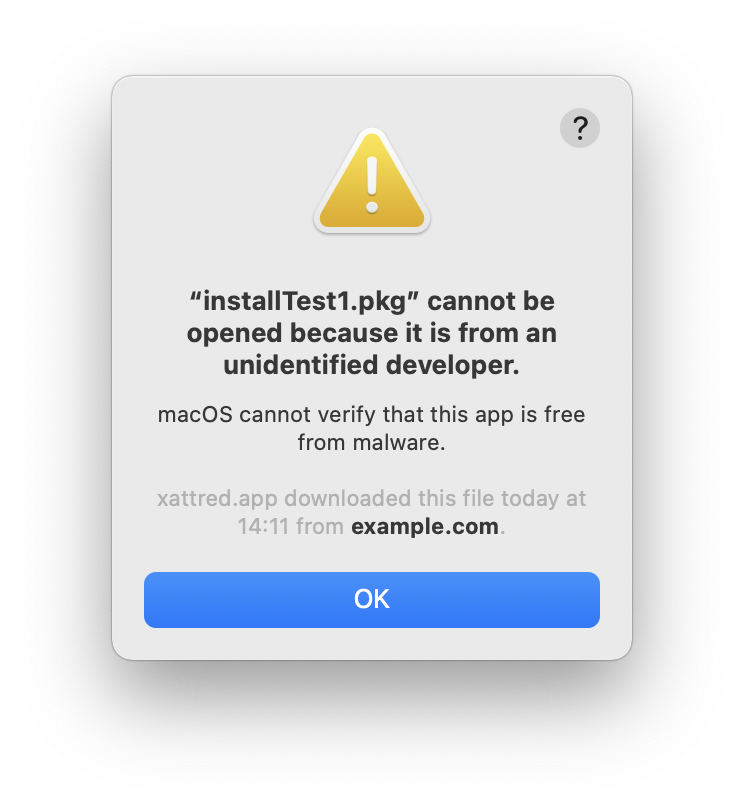 ?
“installTest1.pkg” cannot be
opened because it is from an
unidentified developer.
macOS cannot verify that this app is free
from malware.
xattred.app downloaded this file today at
14:11 from example.com.
OK